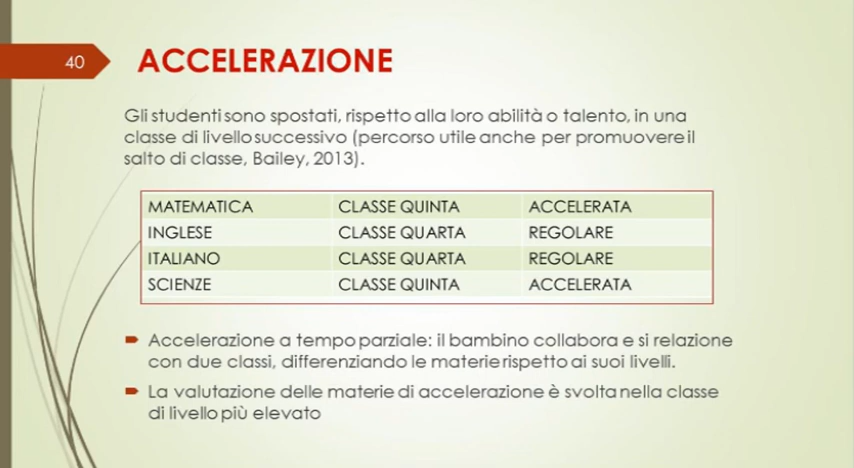 40
ACCELERAZIONE
Gli studenti sono spostati, rispetto alla loro abilità o talento, in una
classe di livello successivo (percorso utile anche per promuovere il
salto di classe, Bailey, 2013).
MATEMATICA CLASSE QUINTA ACCELERATA
INGLESE CLASSE QUARTA REGOLARE
ITALIANO CLASSE QUARTA REGOLARE
SCIENZE CLASSE QUINTA ACCELERATA
Accelerazione a tempo parziale: il bambino collabora e si relazione
con due classi, differenziando le materie rispetto ai suoi livelli.
La valutazione delle materie di accelerazione è svolta nella classe
di livello più elevato